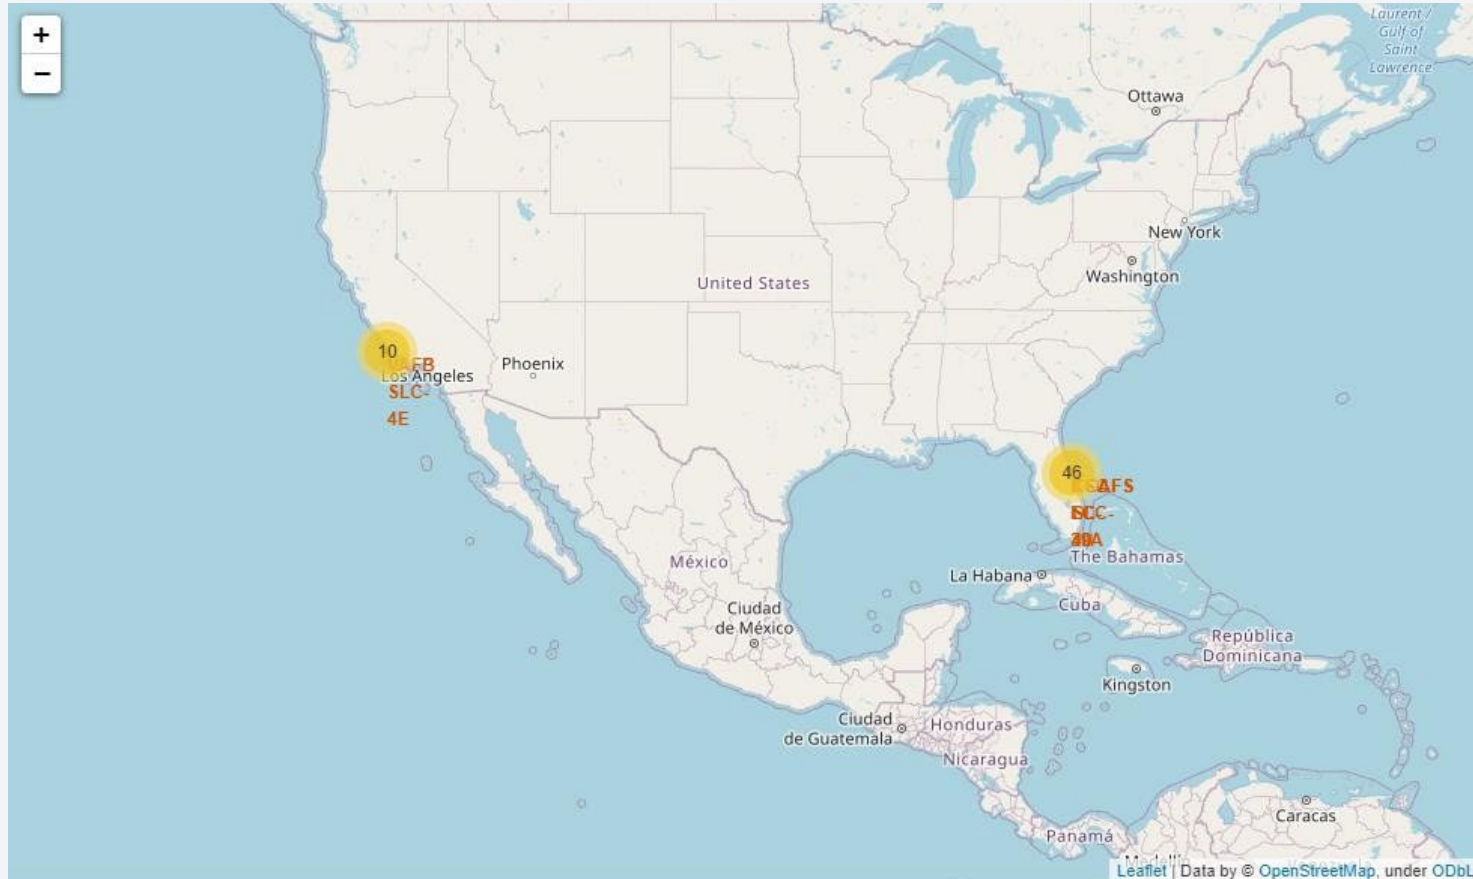 +
−
Laurent /
Gulf of
Saint
Lawrence
Ottawa
New York
Washington
United States
10
VAFB
SLC-
4E
Los Angeles
Phoenix
46
The Bahamas
México
La Habana
Cuba
Ciudad
de México
República
Dominicana
Kingston
Ciudad
de Guatemala
Honduras
Nicaragua
Caracas
Panamá
Leaflet | Data by © OpenStreetMap, under ODbL